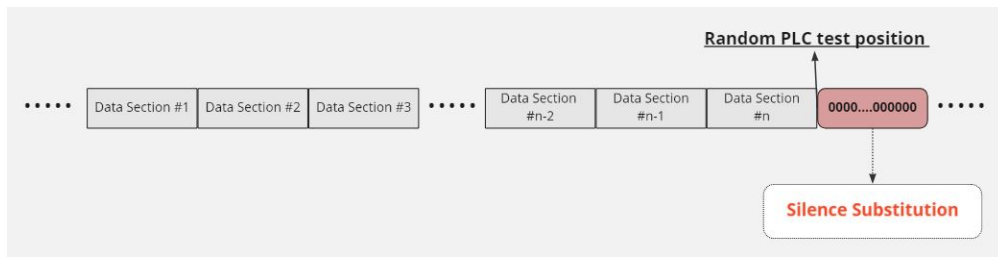 Random PLC test position
..... Data Section #1 Data Section #2 Data Section #3 ..... Data Section #n-2 Data Section #n-1 Data Section #n 0000....000000 .....
Silence Substitution